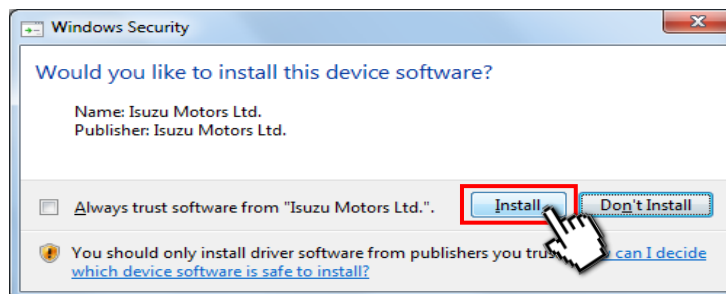 Windows Security
Would you like to install this device software?
Name: Isuzu Motors Ltd.
Publisher: Isuzu Motors Ltd.
Always trust software from "Isuzu Motors Ltd.".
Install
Don't Install
You should only install driver software from publishers you can I decide
which device software is safe to install?